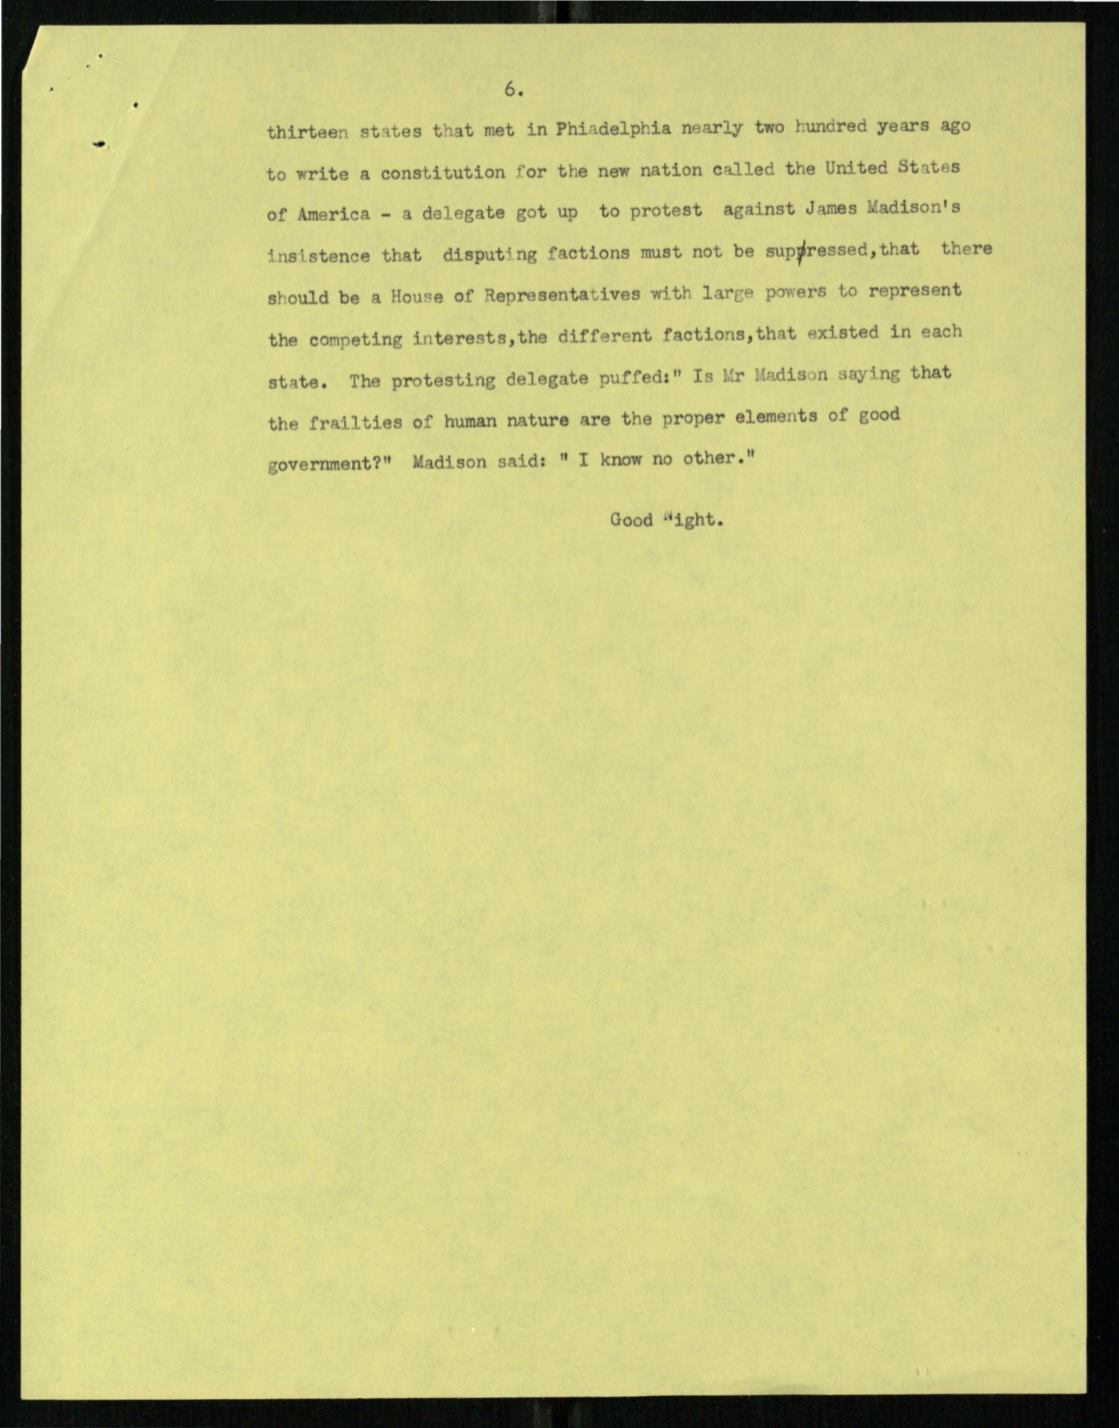 6.
thirteen states that met in Phiadelphia nearly two hundred years ago
to write a constitution for the new nation called the United States
of America - a delegate got up  to protest  against James Madison's
insistence that  disputing factions must not be suppressed,that  there
should be a House of Representatives with large powers to represent
the competing interests,the different factions,that existed in each
state.  The protesting delegate puffed:" Is Mr Madison saying that
the frailties of human nature are the proper elements of good
government?"  Madison said: " I know no other."
Good Night.